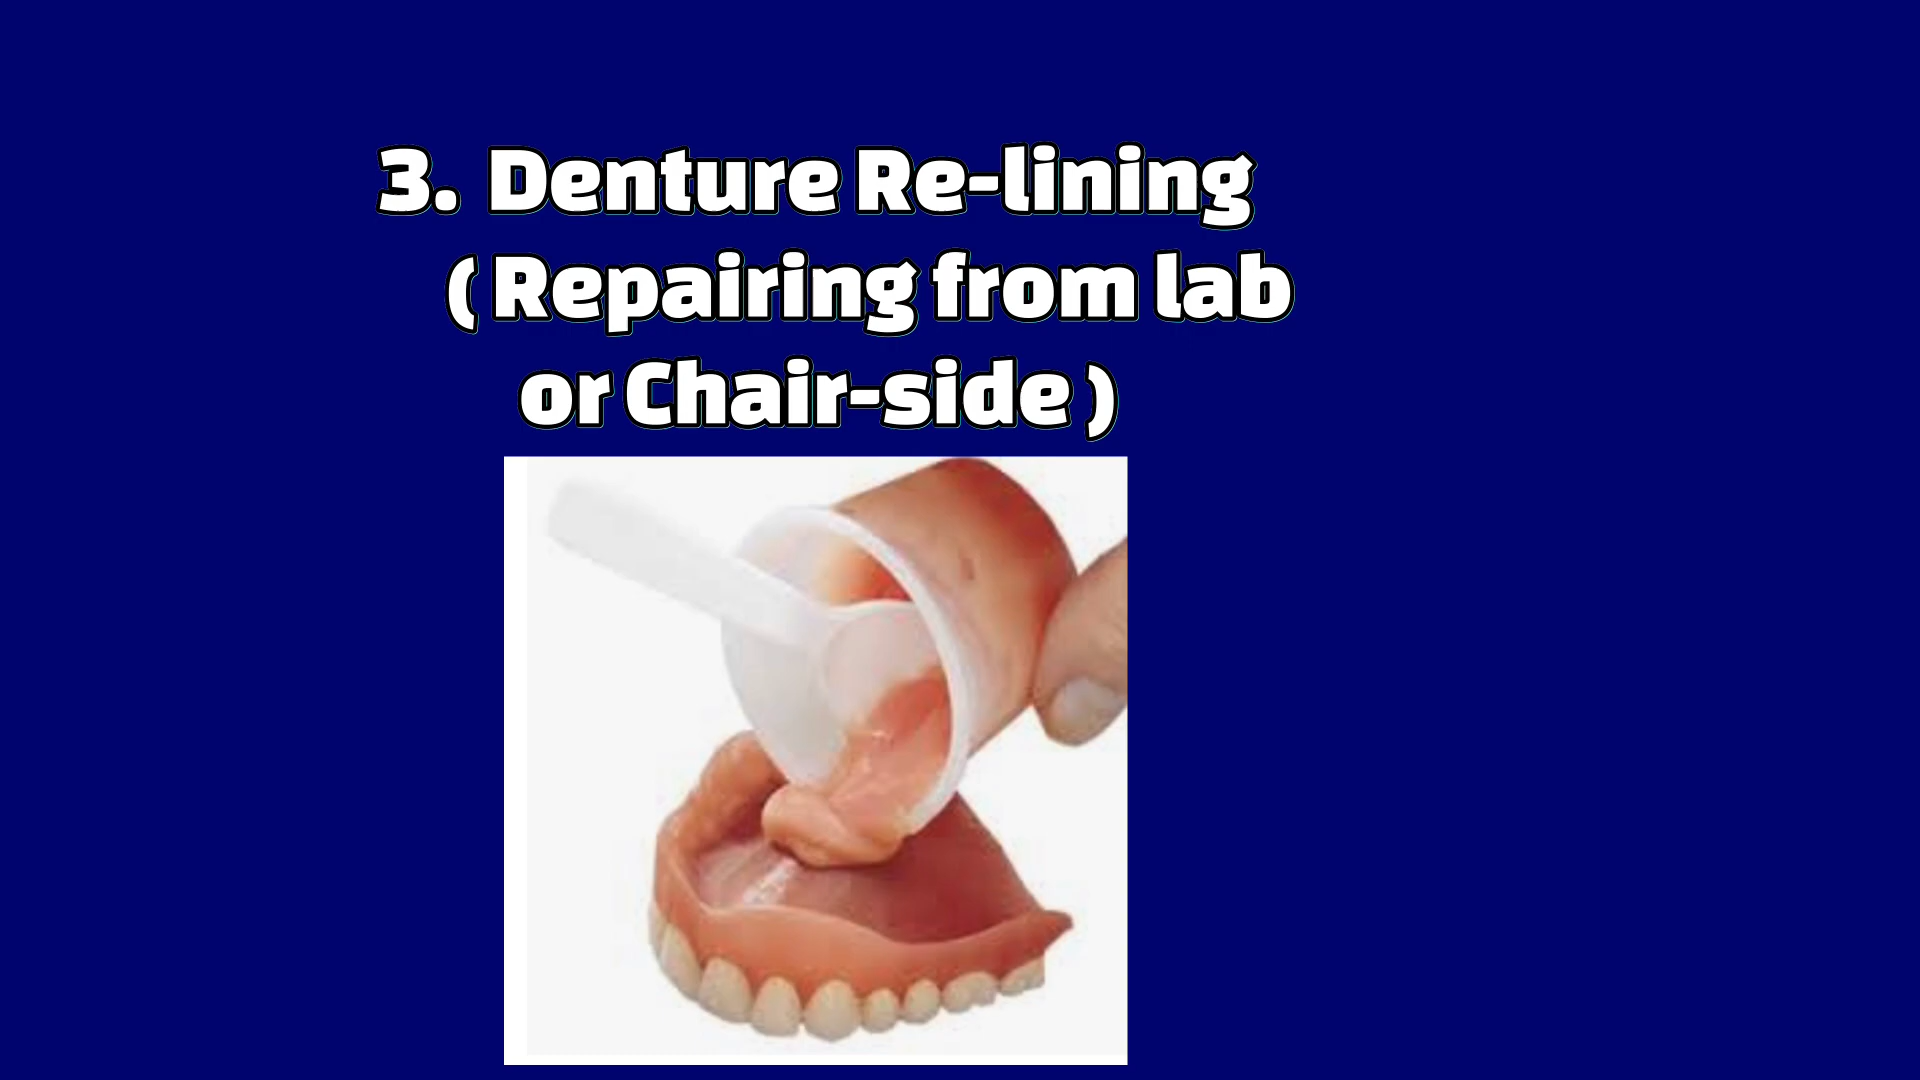 3. Denture Re-lining
( Repairing from lab
or Chair-side )